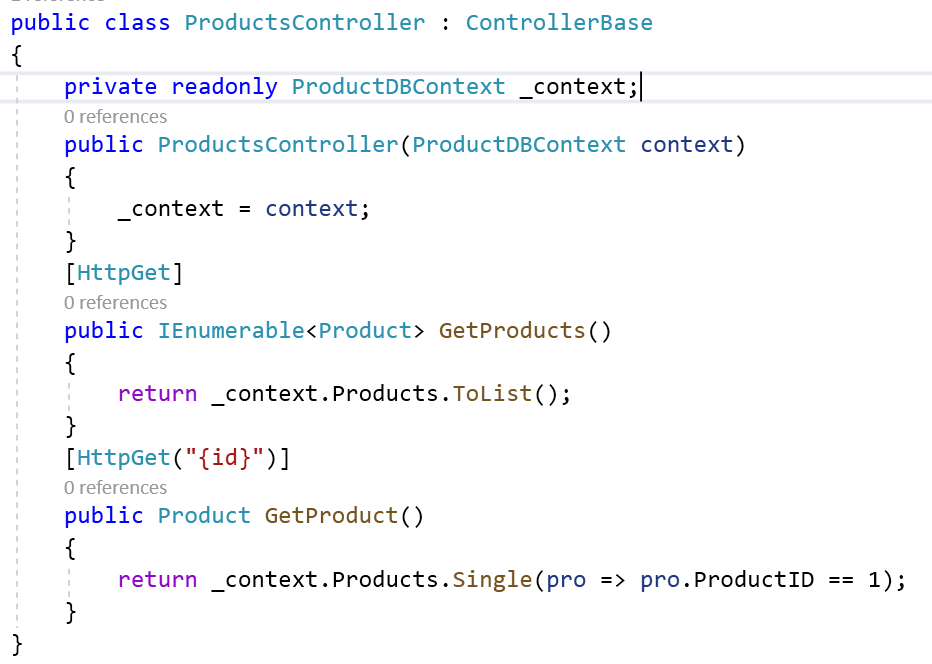 public class ProductsController : ControllerBase
{
private readonly ProductDBContext _context;
0 references
public ProductsController(ProductDBContext context)
{
_context = context;
}
[HttpGet]
0 references
public IEnumerable<Product> GetProducts()
{
return _context.Products.ToList();
}
[HttpGet("{id}")]
0 references
public Product GetProduct()
{
return _context.Products.Single(pro => pro.ProductID == 1);
}
}